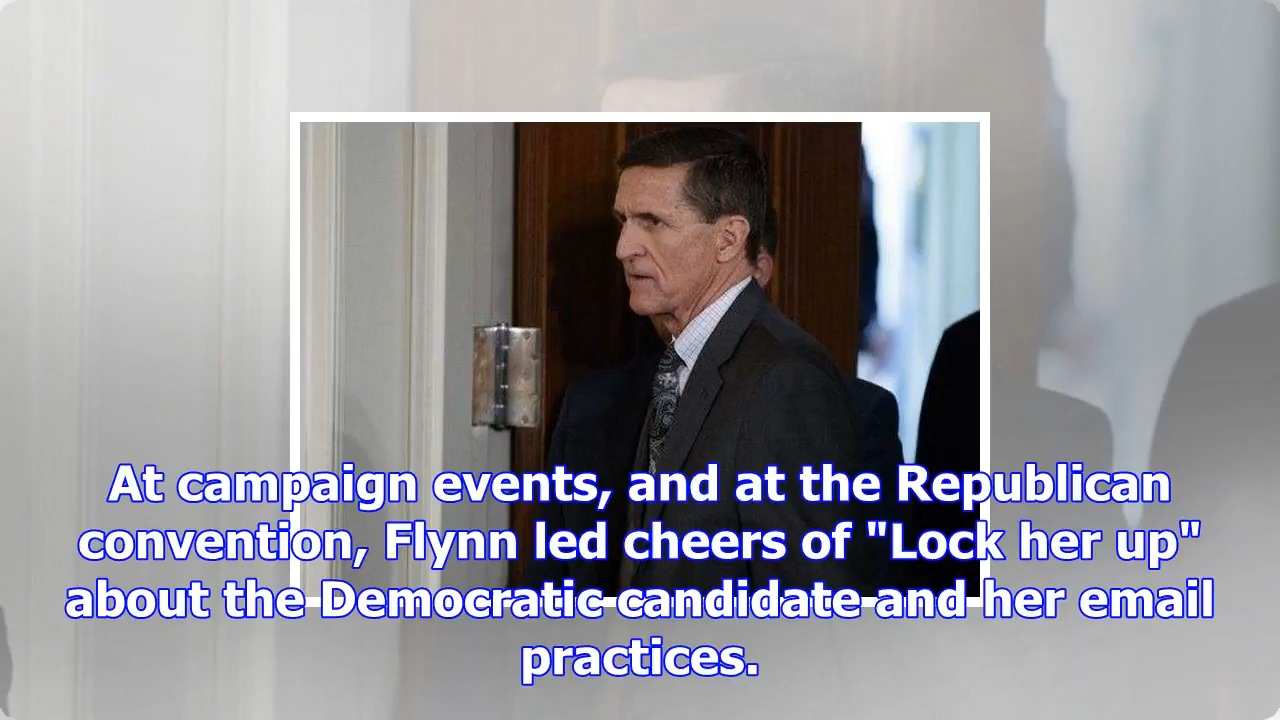 At campaign events, and at the Republican
convention, Flynn led cheers of "Lock her up"
about the Democratic candidate and her email
practices.